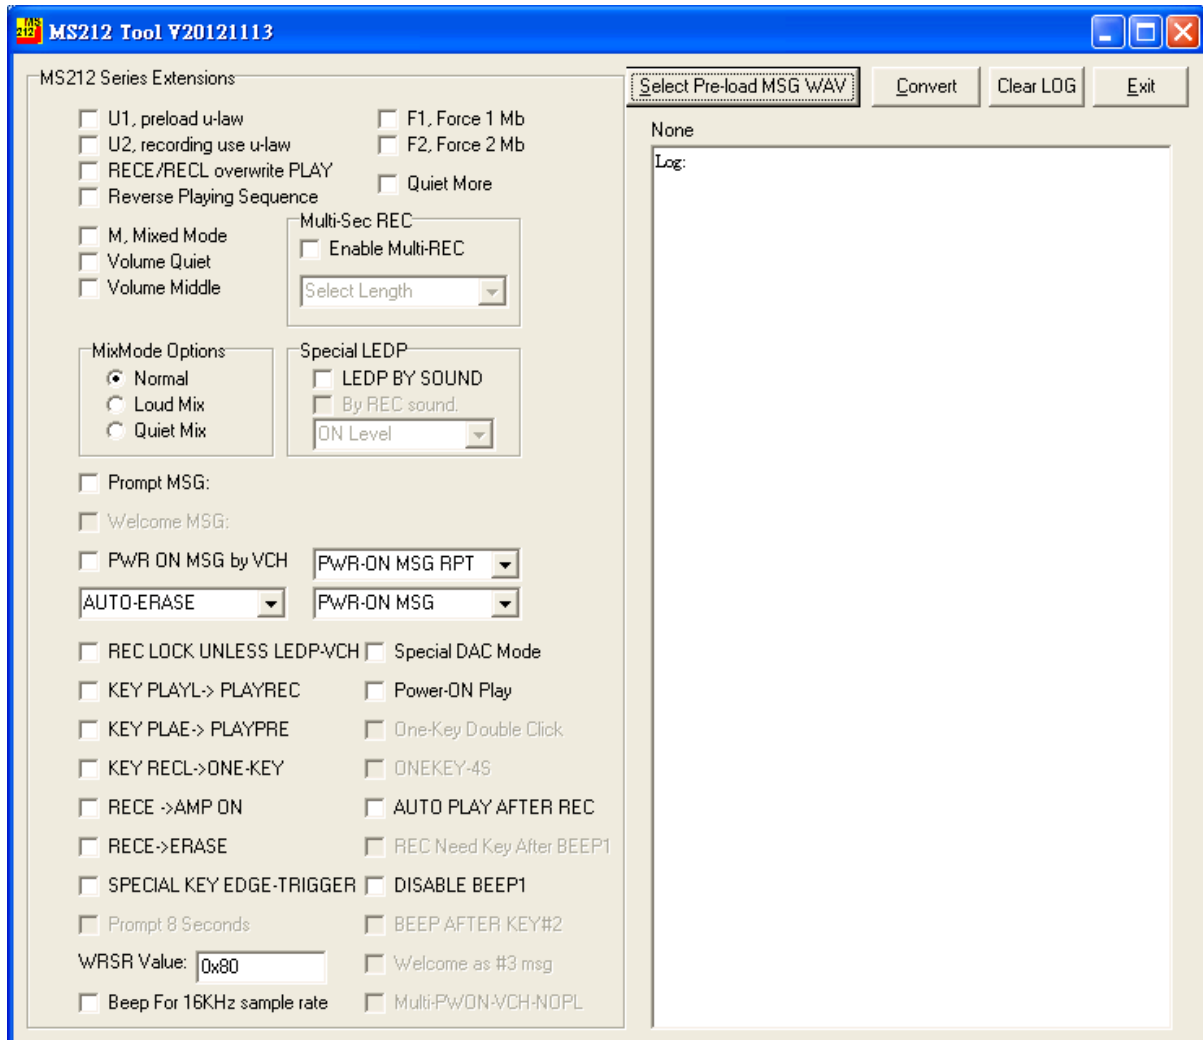 MS
212
MS212 Tool V20121113
MS212 Series Extensions
Select Pre-load MSG WAV
Convert
Clear LOG
Exit
U1, preload u-law
F1, Force 1 Mb
U2, recording use u-law
F2, Force 2 Mb
RECE/RECL overwrite PLAY
Quiet More
Reverse Playing Sequence
None
Log:
M, Mixed Mode
Volume Quiet
Volume Middle
Multi-Sec REC
Enable Multi-REC
Select Length
MixMode Options
Normal
Loud Mix
Quiet Mix
Special LEDP
LEDP BY SOUND
By REC sound.
ON Level
Prompt MSG:
Welcome MSG:
PWR ON MSG by VCH
PWR-ON MSG RPT
AUTO-ERASE
PWR-ON MSG
REC LOCK UNLESS LEDP-VCH
Special DAC Mode
KEY PLAYL-> PLAYREC
Power-ON Play
KEY PLAE-> PLAYPRE
One-Key Double Click
KEY RECL->ONE-KEY
ONEKEY-4S
RECE ->AMP ON
AUTO PLAY AFTER REC
RECE->ERASE
REC Need Key After BEEP1
SPECIAL KEY EDGE-TRIGGER
DISABLE BEEP1
Prompt 8 Seconds
BEEP AFTER KEY#2
WRSR Value:
0x80
Welcome as #3 msg
Beep For 16KHz sample rate
Multi-PWON-VCH-NOPL